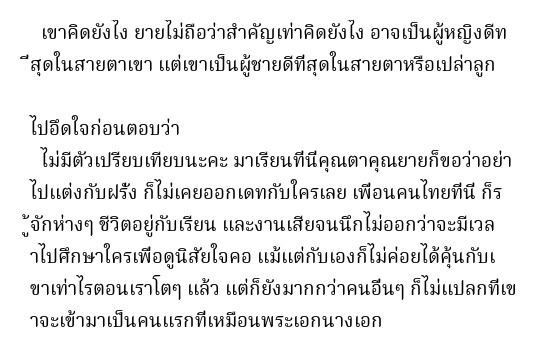 เขาคิดยังไง ยายไม่ถือว่าสำคัญเท่าคิดยังไง อาจเป็นผู้หญิงดีท
ี่สุดในสายตาเขา แต่เขาเป็นผู้ชายดีที่สุดในสายตาหรือเปล่าลูก
ไปอึดใจก่อนตอบว่า
ไม่มีตัวเปรียบเทียบนะคะ มาเรียนที่นี่คุณตาคุณยายก็ขอว่าอย่า
ไปแต่งกับฝรั่ง ก็ไม่เคยออกเดทกับใครเลย เพื่อนคนไทยที่นี่ ก็ร
ู้จักห่างๆ ชีวิตอยู่กับเรียน และงานเสียจนนึกไม่ออกว่าจะมีเวล
าไปศึกษาใครเพื่อดูนิสัยใจคอ แม้แต่กับเองก็ไม่ค่อยได้คุ้นกับเ
ขาเท่าไรตอนเราโตๆ แล้ว แต่ก็ยังมากกว่าคนอื่นๆ ก็ไม่แปลกที่เข
าจะเข้ามาเป็นคนแรกที่เหมือนพระเอกนางเอก